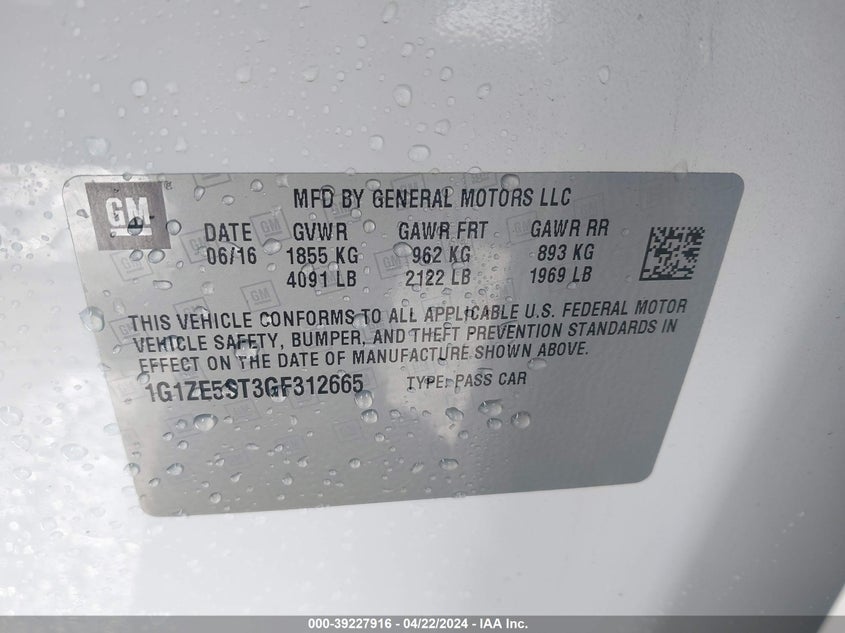 GM
MFD BY GENERAL MOTORS LLC
DATE GVWR GAWR FRT GAWR RR
06/16 1855 KG 962 KG 893 KG
4091 LB 2122 LB 1969 LB
THIS VEHICLE CONFORMS TO ALL APPLICABLE U.S. FEDERAL MOTOR
VEHICLE SAFETY, BUMPER, AND THEFT PREVENTION STANDARDS IN
EFFECT ON THE DATE OF MANUFACTURE SHOWN ABOVE.
1G1ZE5ST3GF312665 TYPE: PASS CAR
000-39227916 - 04/22/2024 - IAA Inc.